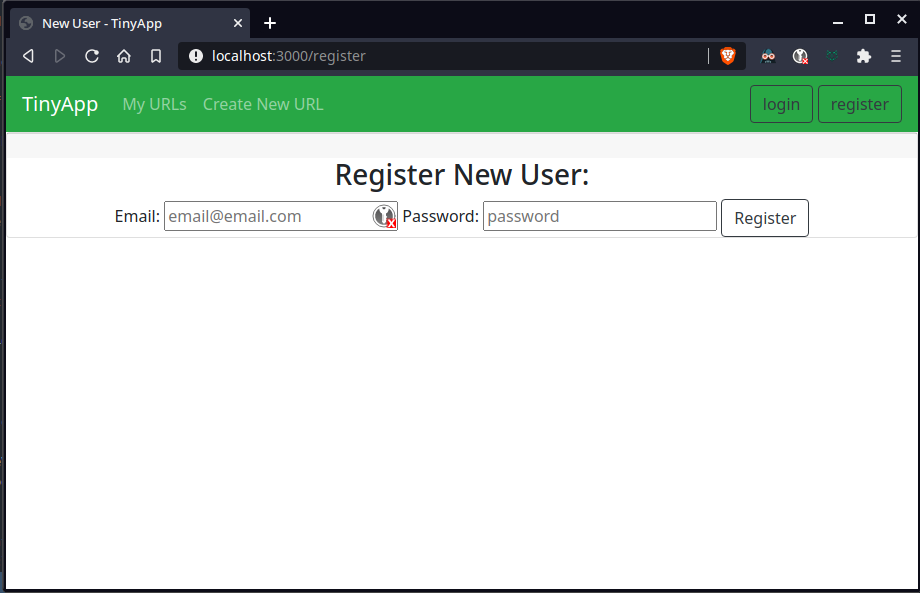 New User - TinyApp
localhost:3000/register
TinyApp My URLs Create New URL login register
Register New User:
Email: email@email.com Password: password Register